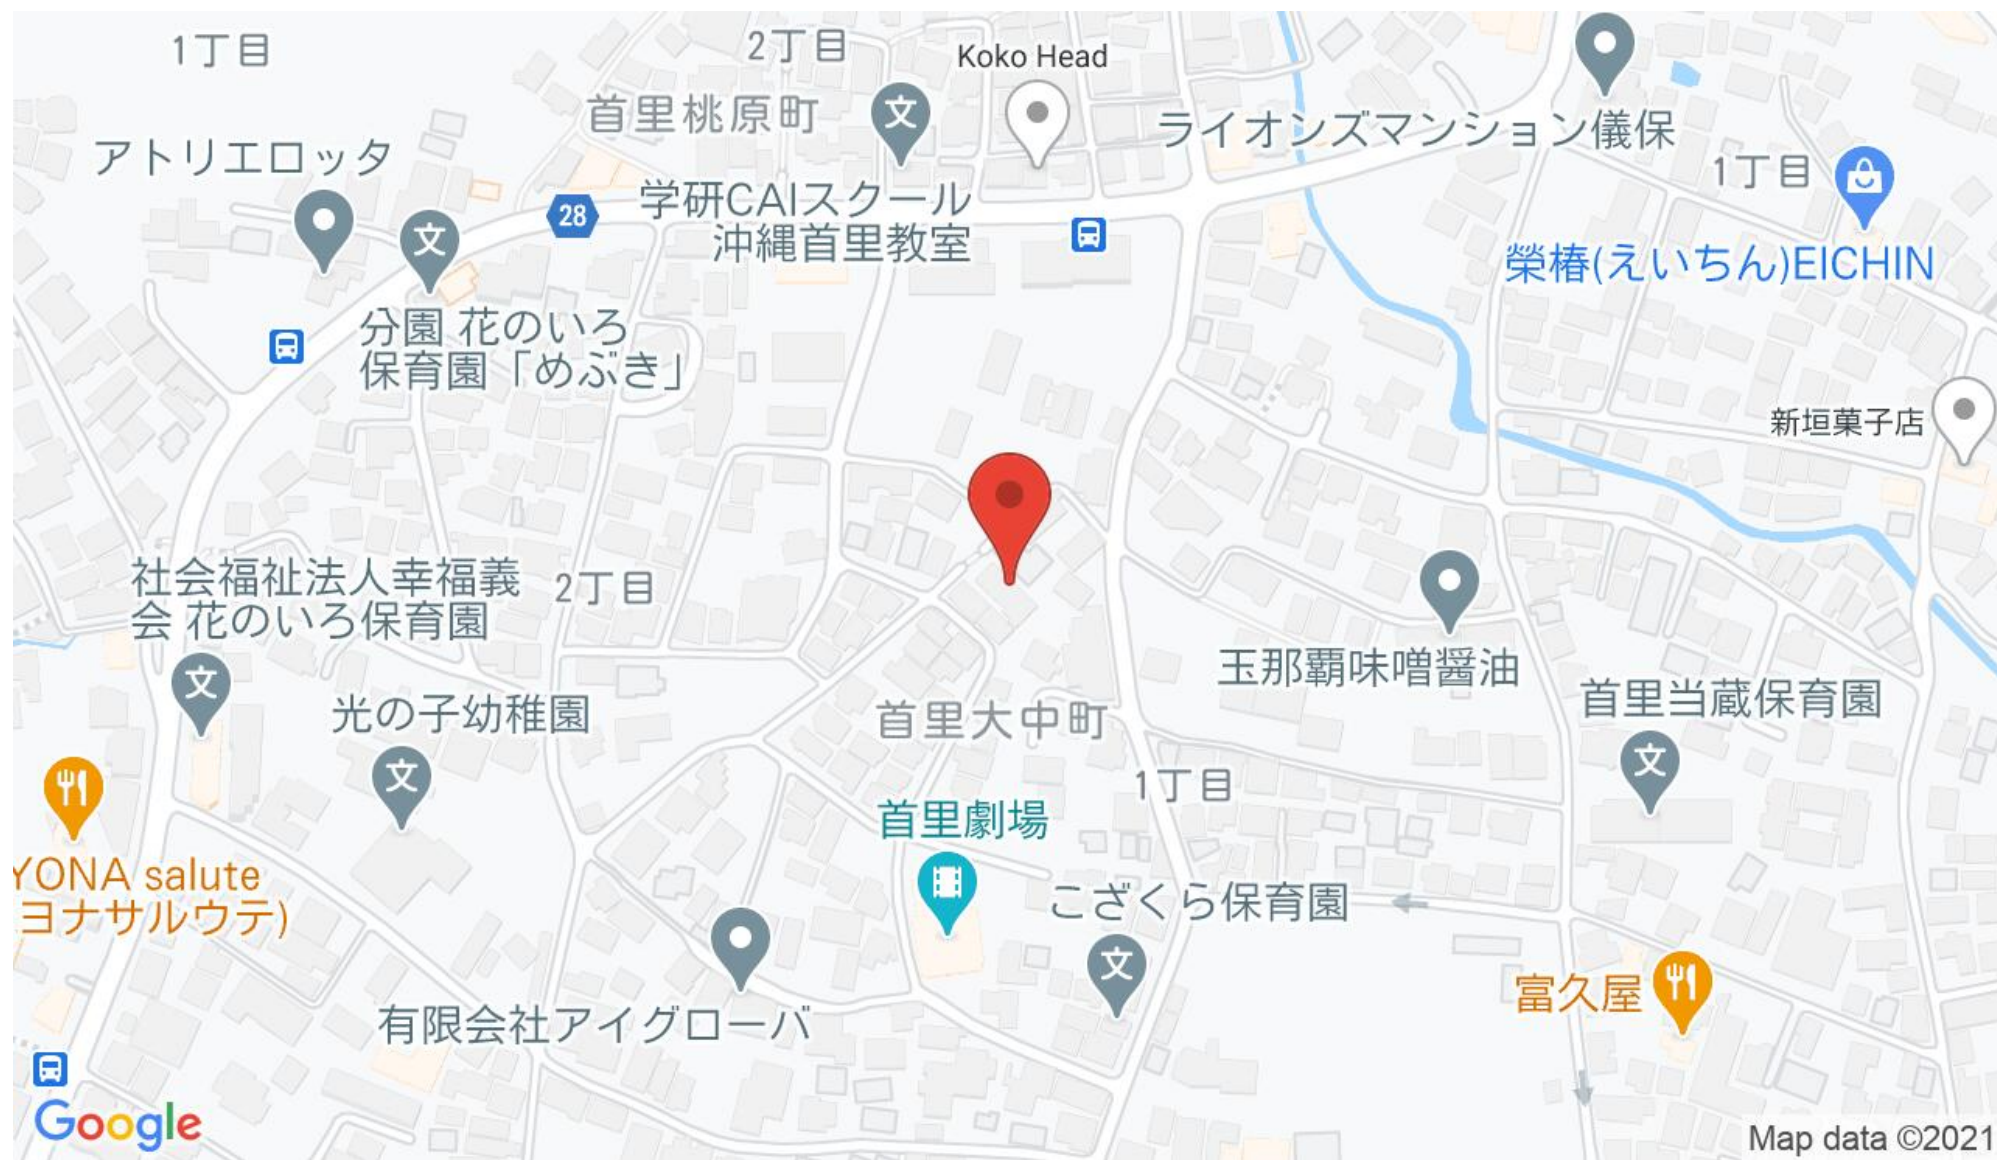 1丁目
2丁目
Koko Head
首里桃原町
文
ライオンズマンション儀保
アトリエロッタ
1丁目
28
学研CAIスクール
沖縄首里教室
文
榮椿(えいちん)EICHIN
分園 花のいろ
保育園「めぶき」
新垣菓子店
社会福祉法人幸福義
会 花のいろ保育園
2丁目
文
玉那覇味噌醤油
首里当蔵保育園
光の子幼稚園
文
首里大中町
文
1丁目
首里劇場
YONA salute
ヨナサルウテ)
こざくら保育園
文
富久屋
有限会社アイグローバ
Google
Map data ©2021